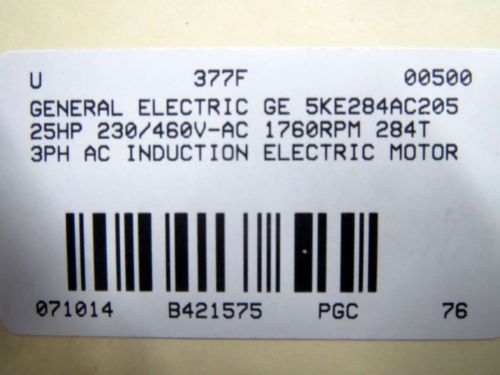 U 377F 00500
GENERAL ELECTRIC GE 5KE284AC205
25HP 230/460V-AC 1760RPM 284T
3PH AC INDUCTION ELECTRIC MOTOR
071014 B421575 PGC 76